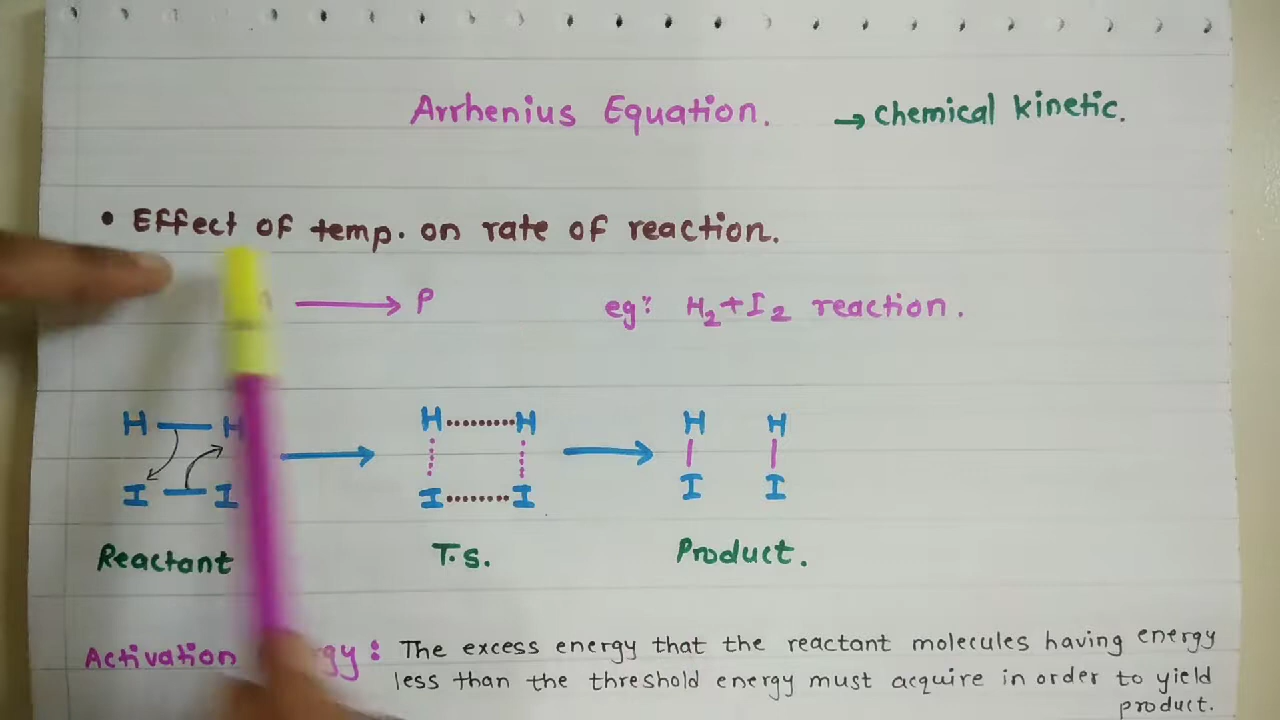 Arrhenius Equation. → chemical kinetic.
• Effect of temp. on rate of reaction.
→ P eg: H2+I2 reaction.
H — H → H........H → H H
I — I I........I I I
Reactant T.S. Product.
Activation : The excess energy that the reactant molecules having energy
less than the threshold energy must acquire in order to yield
product.